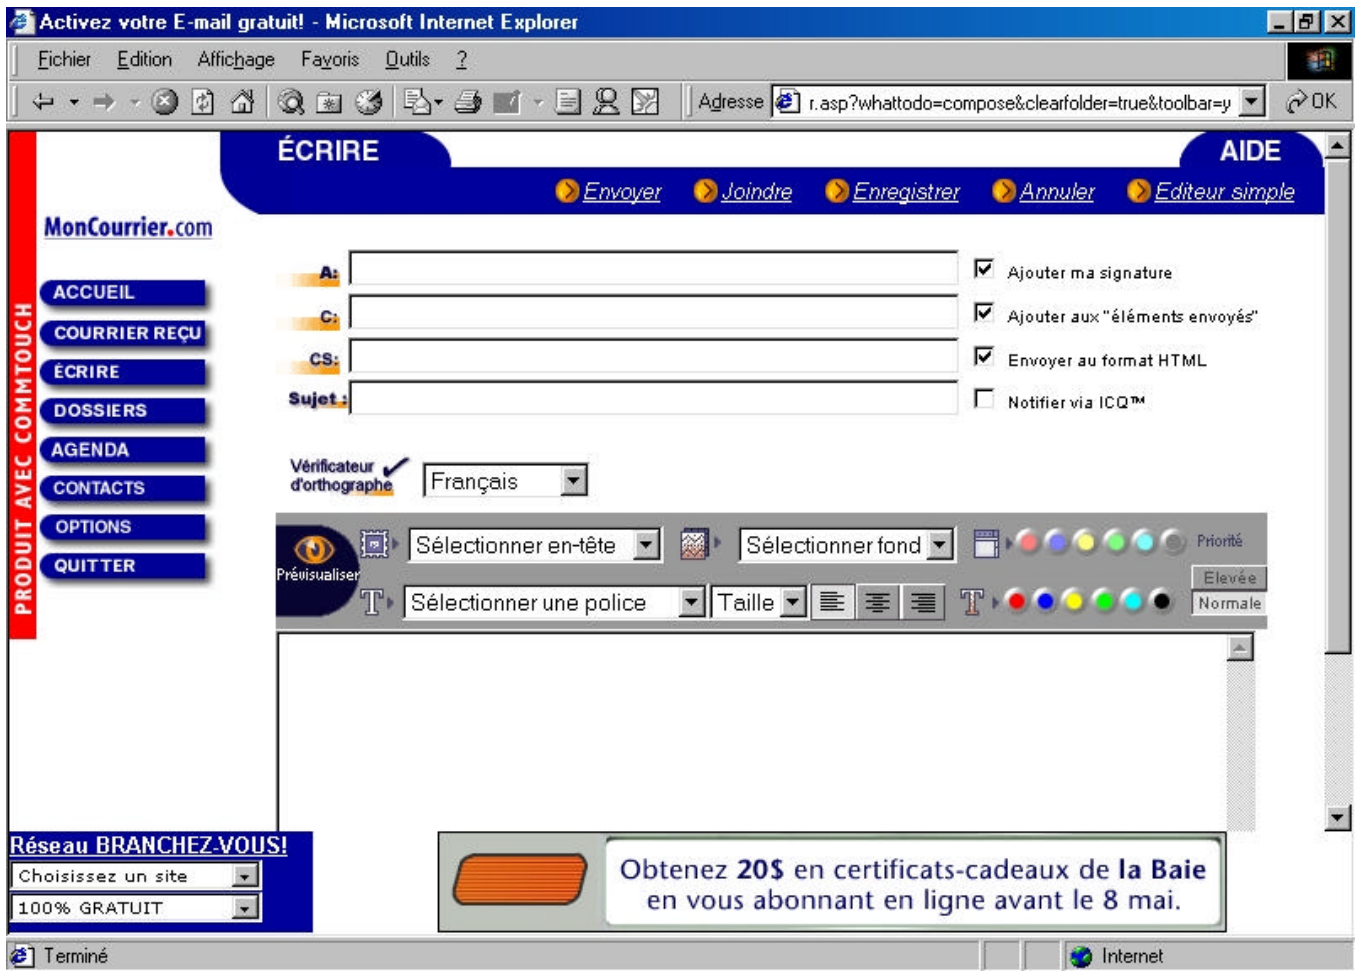 Activez votre E-mail gratuit! - Microsoft Internet Explorer
Fichier Edition Affichage Favoris Outils ?
Adresse r.asp?whattodo=compose&clearfolder=true&toolbar=y OK
ÉCRIRE AIDE
Envoyer Joindre Enregistrer Annuler Editeur simple
MonCourrier.com
PRODUIT AVEC COMMTOUCH
ACCUEIL
COURRIER REÇU
ÉCRIRE
DOSSIERS
AGENDA
CONTACTS
OPTIONS
QUITTER
A: Ajouter ma signature
C: Ajouter aux "éléments envoyés"
CS: Envoyer au format HTML
Sujet : Notifier via ICQ™
Vérificateur
d'orthographe Français
Prévisualiser
Sélectionner en-tête Sélectionner fond Priorité
Elevée
Sélectionner une police Taille Normale
Réseau BRANCHEZ-VOUS!
Choisissez un site
100% GRATUIT
Obtenez 20$ en certificats-cadeaux de la Baie
en vous abonnant en ligne avant le 8 mai.
Terminé Internet